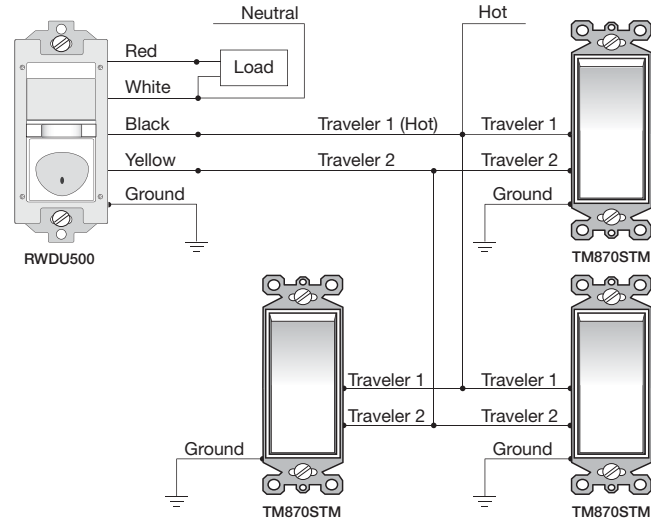 Neutral
Hot
Red
Load
White
Black
Traveler 1 (Hot)
Traveler 1
Yellow
Traveler 2
Traveler 2
Ground
Ground
RWDU500
TM870STM
Traveler 1
Traveler 1
Traveler 2
Traveler 2
Ground
Ground
TM870STM
TM870STM